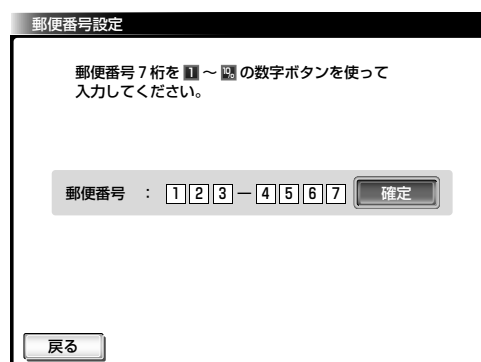 郵便番号設定
郵便番号7桁を 1 ～ 10 の数字ボタンを使って
入力してください。
郵便番号 ： 1 2 3 － 4 5 6 7 確定
戻る